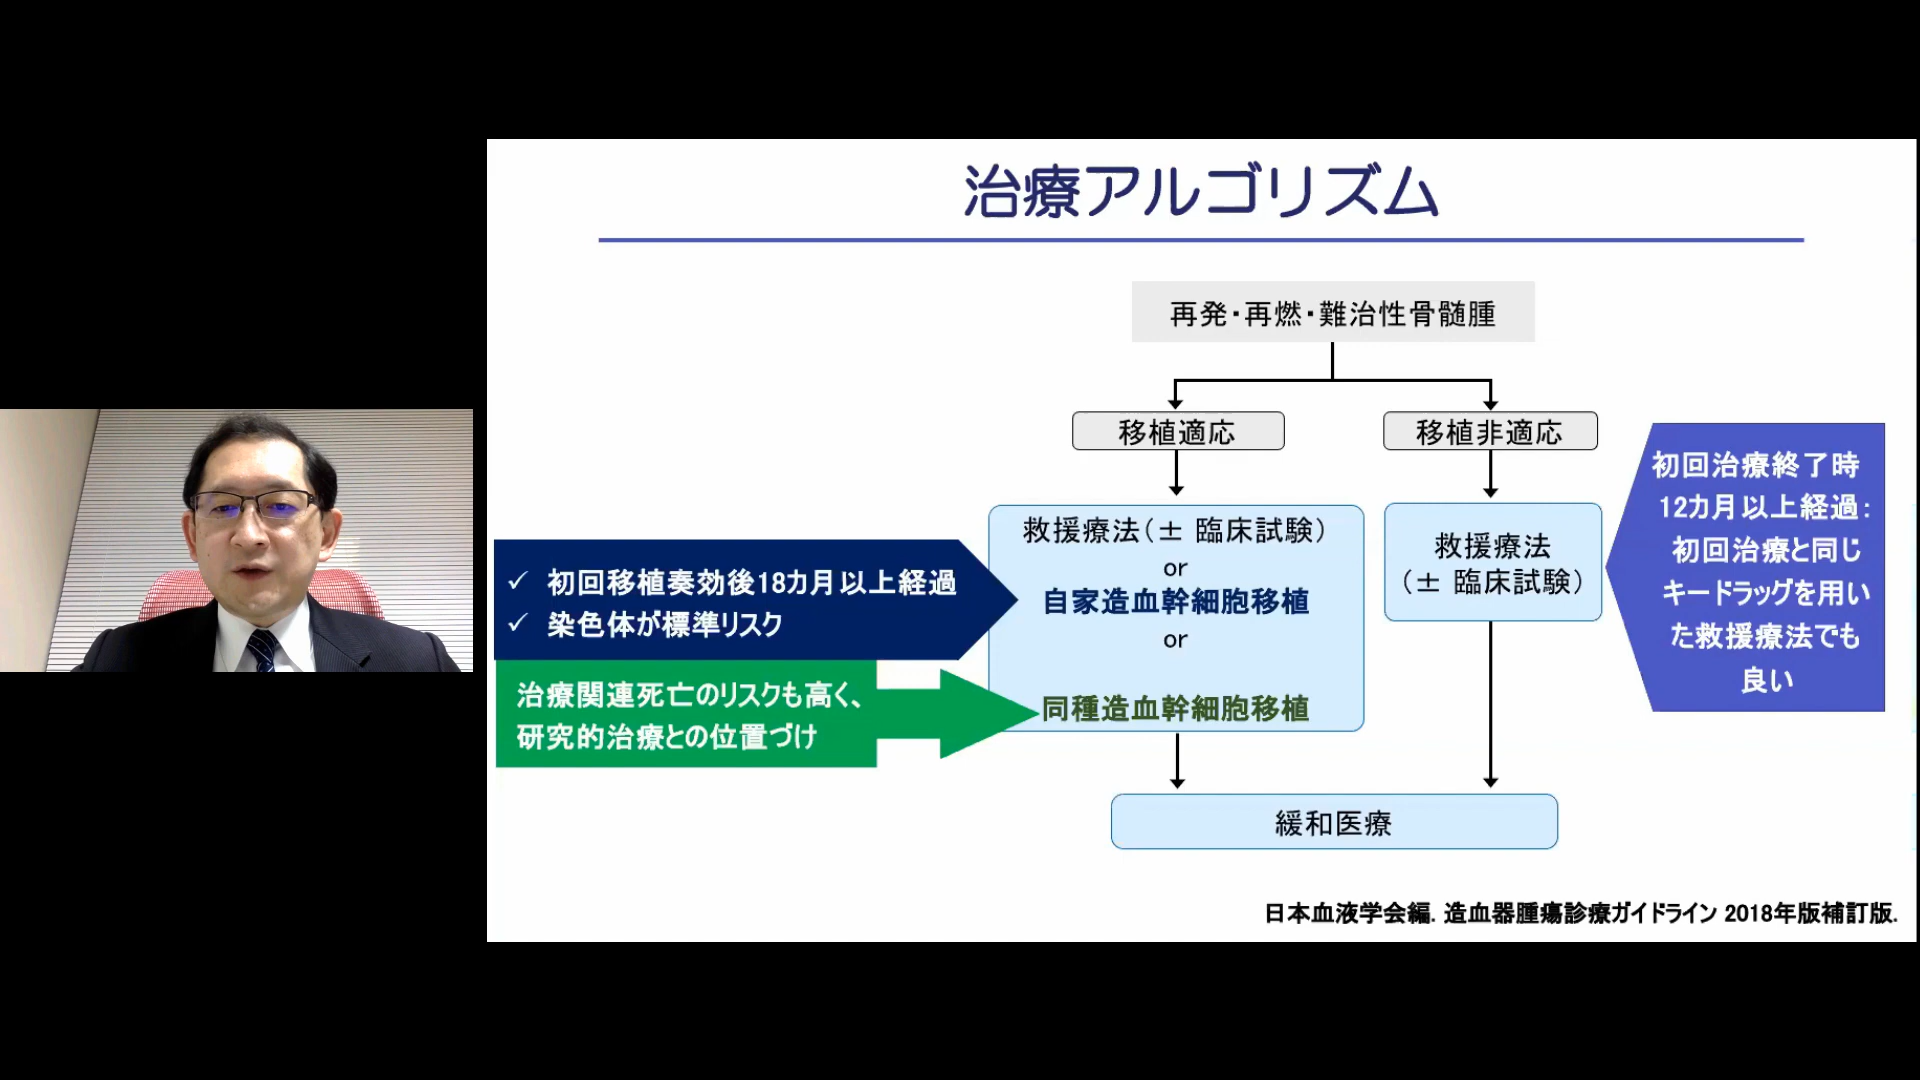 治療アルゴリズム
再発・再燃・難治性骨髄腫
移植適応
移植非適応
救援療法(± 臨床試験)
or
自家造血幹細胞移植
or
同種造血幹細胞移植
救援療法
(± 臨床試験)
✓ 初回移植奏効後18カ月以上経過
✓ 染色体が標準リスク
治療関連死亡のリスクも高く、
研究的治療との位置づけ
初回治療終了時
12カ月以上経過:
初回治療と同じ
キードラッグを用い
た救援療法でも
良い
緩和医療
日本血液学会編. 造血器腫瘍診療ガイドライン 2018年版補訂版.